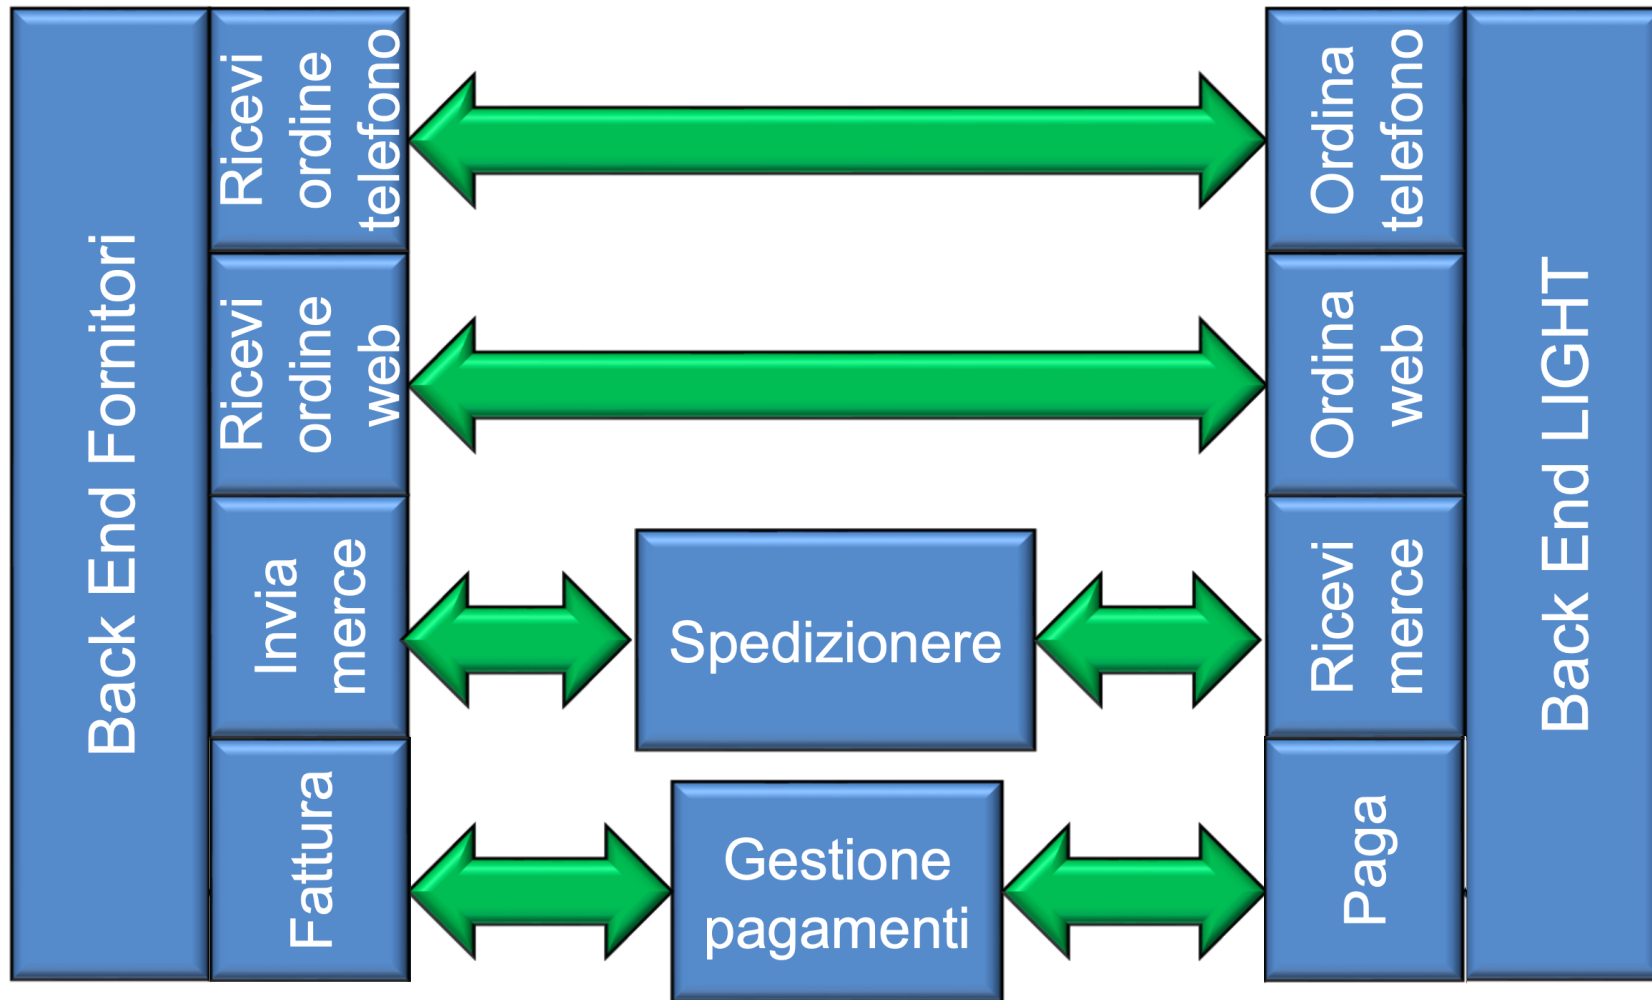 Back End Fornitori
Ricevi
ordine
telefono
Ricevi
ordine
web
Invia
merce
Fattura
Spedizionere
Gestione
pagamenti
Ordina
telefono
Ordina
web
Ricevi
merce
Paga
Back End LIGHT